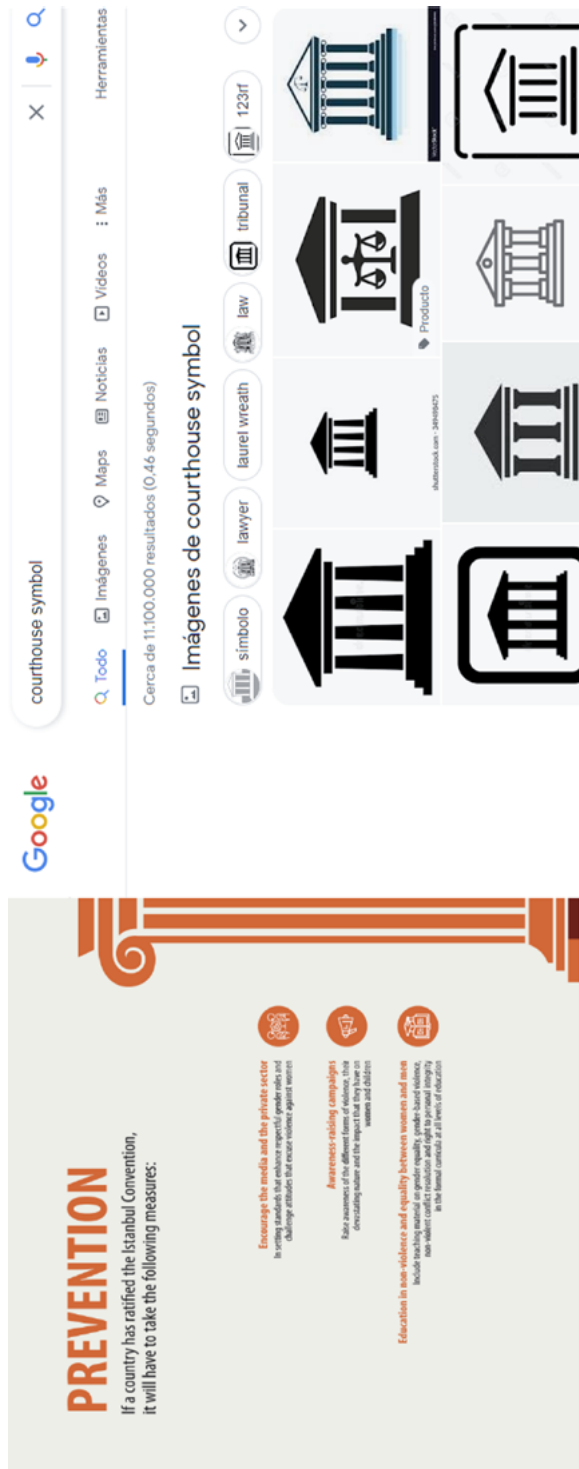 PREVENTION
If a country has ratified the Istanbul Convention,
it will have to take the following measures:
Encourage the media and the private sector
In setting standards that enhance respectful gender roles and
challenge attitudes that excuse violence against women
Awareness-raising campaigns
Raise awareness of the different forms of violence, their
devastating nature and the impact that they have on
women and children
Education in non-violence and equality between women and men
Include teaching material on gender equality, gender-based violence,
non-violent conflict resolution and right to personal integrity
in the formal curricula at all levels of education
Google
courthouse symbol
Todo Imágenes Maps Noticias Vídeos Más Herramientas
Cerca de 11.100.000 resultados (0,46 segundos)
Imágenes de courthouse symbol
símbolo lawyer laurel wreath law tribunal 123rf
shutterstock.com · 349486475
Producto